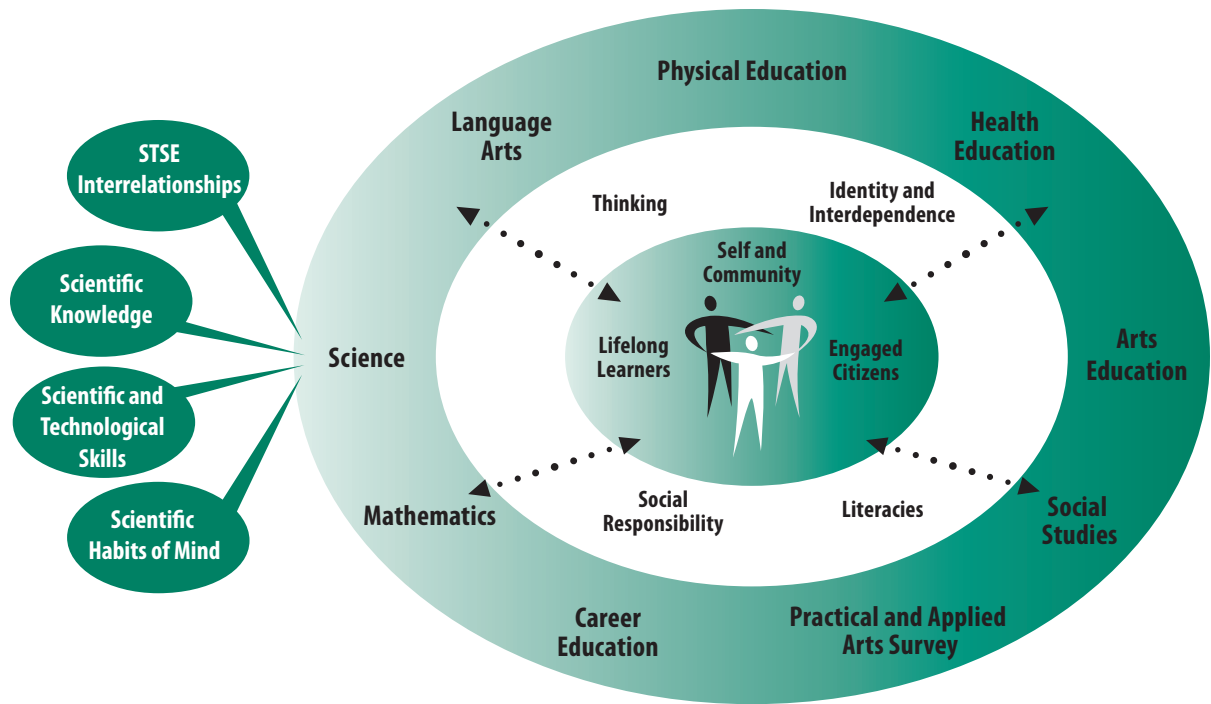 Physical Education
Language
Arts
Health
Education
STSE
Interrelationships
Thinking
Identity and
Interdependence
Self and
Community
Scientific
Knowledge
Science
Lifelong
Learners
Engaged
Citizens
Arts
Education
Scientific and
Technological
Skills
Mathematics
Social
Responsibility
Literacies
Social
Studies
Scientific
Habits of Mind
Career
Education
Practical and Applied
Arts Survey